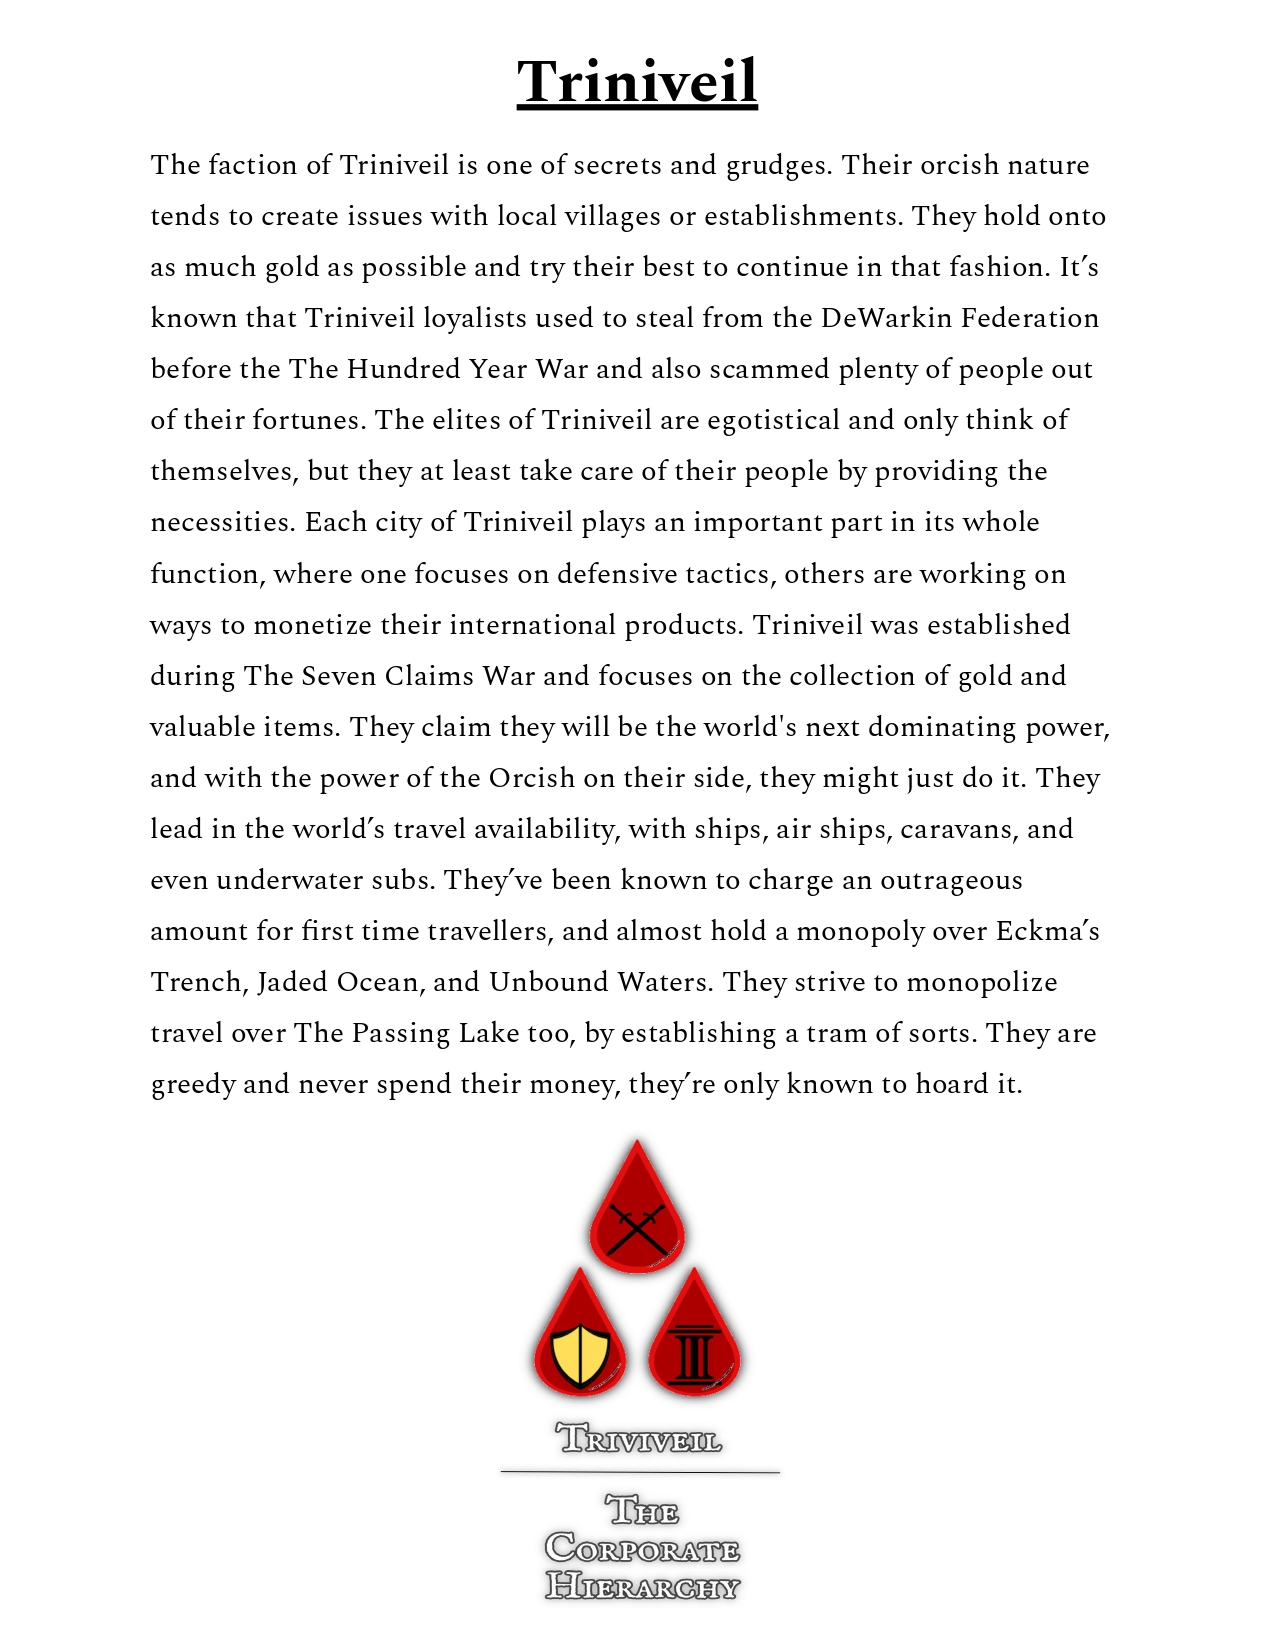 Triniveil
The faction of Triniveil is one of secrets and grudges. Their orcish nature
tends to create issues with local villages or establishments. They hold onto
as much gold as possible and try their best to continue in that fashion. It’s
known that Triniveil loyalists used to steal from the DeWarkin Federation
before the The Hundred Year War and also scammed plenty of people out
of their fortunes. The elites of Triniveil are egotistical and only think of
themselves, but they at least take care of their people by providing the
necessities. Each city of Triniveil plays an important part in its whole
function, where one focuses on defensive tactics, others are working on
ways to monetize their international products. Triniveil was established
during The Seven Claims War and focuses on the collection of gold and
valuable items. They claim they will be the world's next dominating power,
and with the power of the Orcish on their side, they might just do it. They
lead in the world’s travel availability, with ships, air ships, caravans, and
even underwater subs. They’ve been known to charge an outrageous
amount for first time travellers, and almost hold a monopoly over Eckma’s
Trench, Jaded Ocean, and Unbound Waters. They strive to monopolize
travel over The Passing Lake too, by establishing a tram of sorts. They are
greedy and never spend their money, they’re only known to hoard it.
Triviveil
The
Corporate
Hierarchy